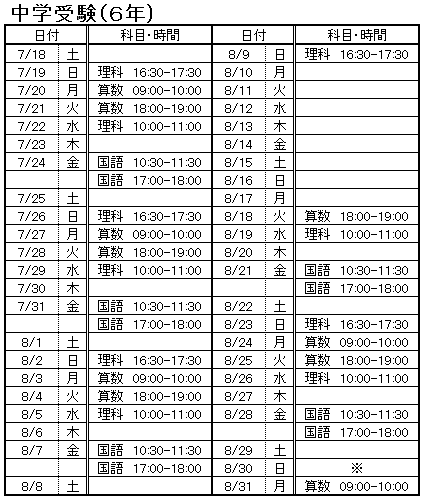 中学受験(６年)
日付 科目・時間 日付 科目・時間
7/18 土 8/9 日 理科 16:30-17:30
7/19 日 理科 16:30-17:30 8/10 月
7/20 月 算数 09:00-10:00 8/11 火
7/21 火 算数 18:00-19:00 8/12 水
7/22 水 理科 10:00-11:00 8/13 木
7/23 木 8/14 金
7/24 金 国語 10:30-11:30 8/15 土
国語 17:00-18:00 8/16 日
7/25 土 8/17 月
7/26 日 理科 16:30-17:30 8/18 火 算数 18:00-19:00
7/27 月 算数 09:00-10:00 8/19 水 理科 10:00-11:00
7/28 火 算数 18:00-19:00 8/20 木
7/29 水 理科 10:00-11:00 8/21 金 国語 10:30-11:30
7/30 木 国語 17:00-18:00
7/31 金 国語 10:30-11:30 8/22 土
国語 17:00-18:00 8/23 日 理科 16:30-17:30
8/1 土 8/24 月 算数 09:00-10:00
8/2 日 理科 16:30-17:30 8/25 火 算数 18:00-19:00
8/3 月 算数 09:00-10:00 8/26 水 理科 10:00-11:00
8/4 火 算数 18:00-19:00 8/27 木
8/5 水 理科 10:00-11:00 8/28 金 国語 10:30-11:30
8/6 木 国語 17:00-18:00
8/7 金 国語 10:30-11:30 8/29 土
国語 17:00-18:00 8/30 日 ※
8/8 土 8/31 月 算数 09:00-10:00